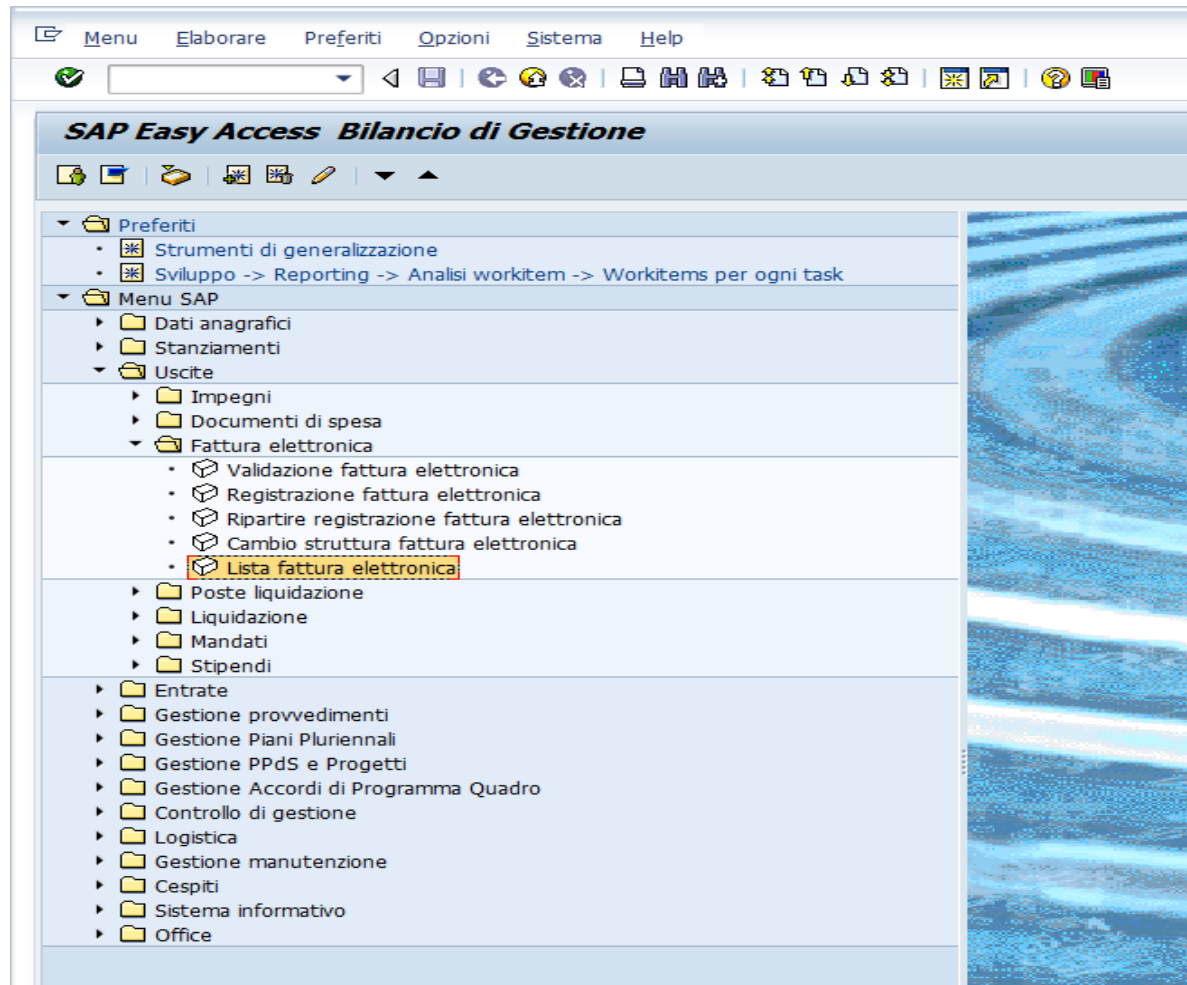 Menu Elaborare Preferiti Opzioni Sistema Help
SAP Easy Access Bilancio di Gestione
Preferiti
Strumenti di generalizzazione
Sviluppo -> Reporting -> Analisi workitem -> Workitems per ogni task
Menu SAP
Dati anagrafici
Stanziamenti
Uscite
Impegni
Documenti di spesa
Fattura elettronica
Validazione fattura elettronica
Registrazione fattura elettronica
Ripartire registrazione fattura elettronica
Cambio struttura fattura elettronica
Lista fattura elettronica
Poste liquidazione
Liquidazione
Mandati
Stipendi
Entrate
Gestione provvedimenti
Gestione Piani Pluriennali
Gestione PPdS e Progetti
Gestione Accordi di Programma Quadro
Controllo di gestione
Logistica
Gestione manutenzione
Cespiti
Sistema informativo
Office